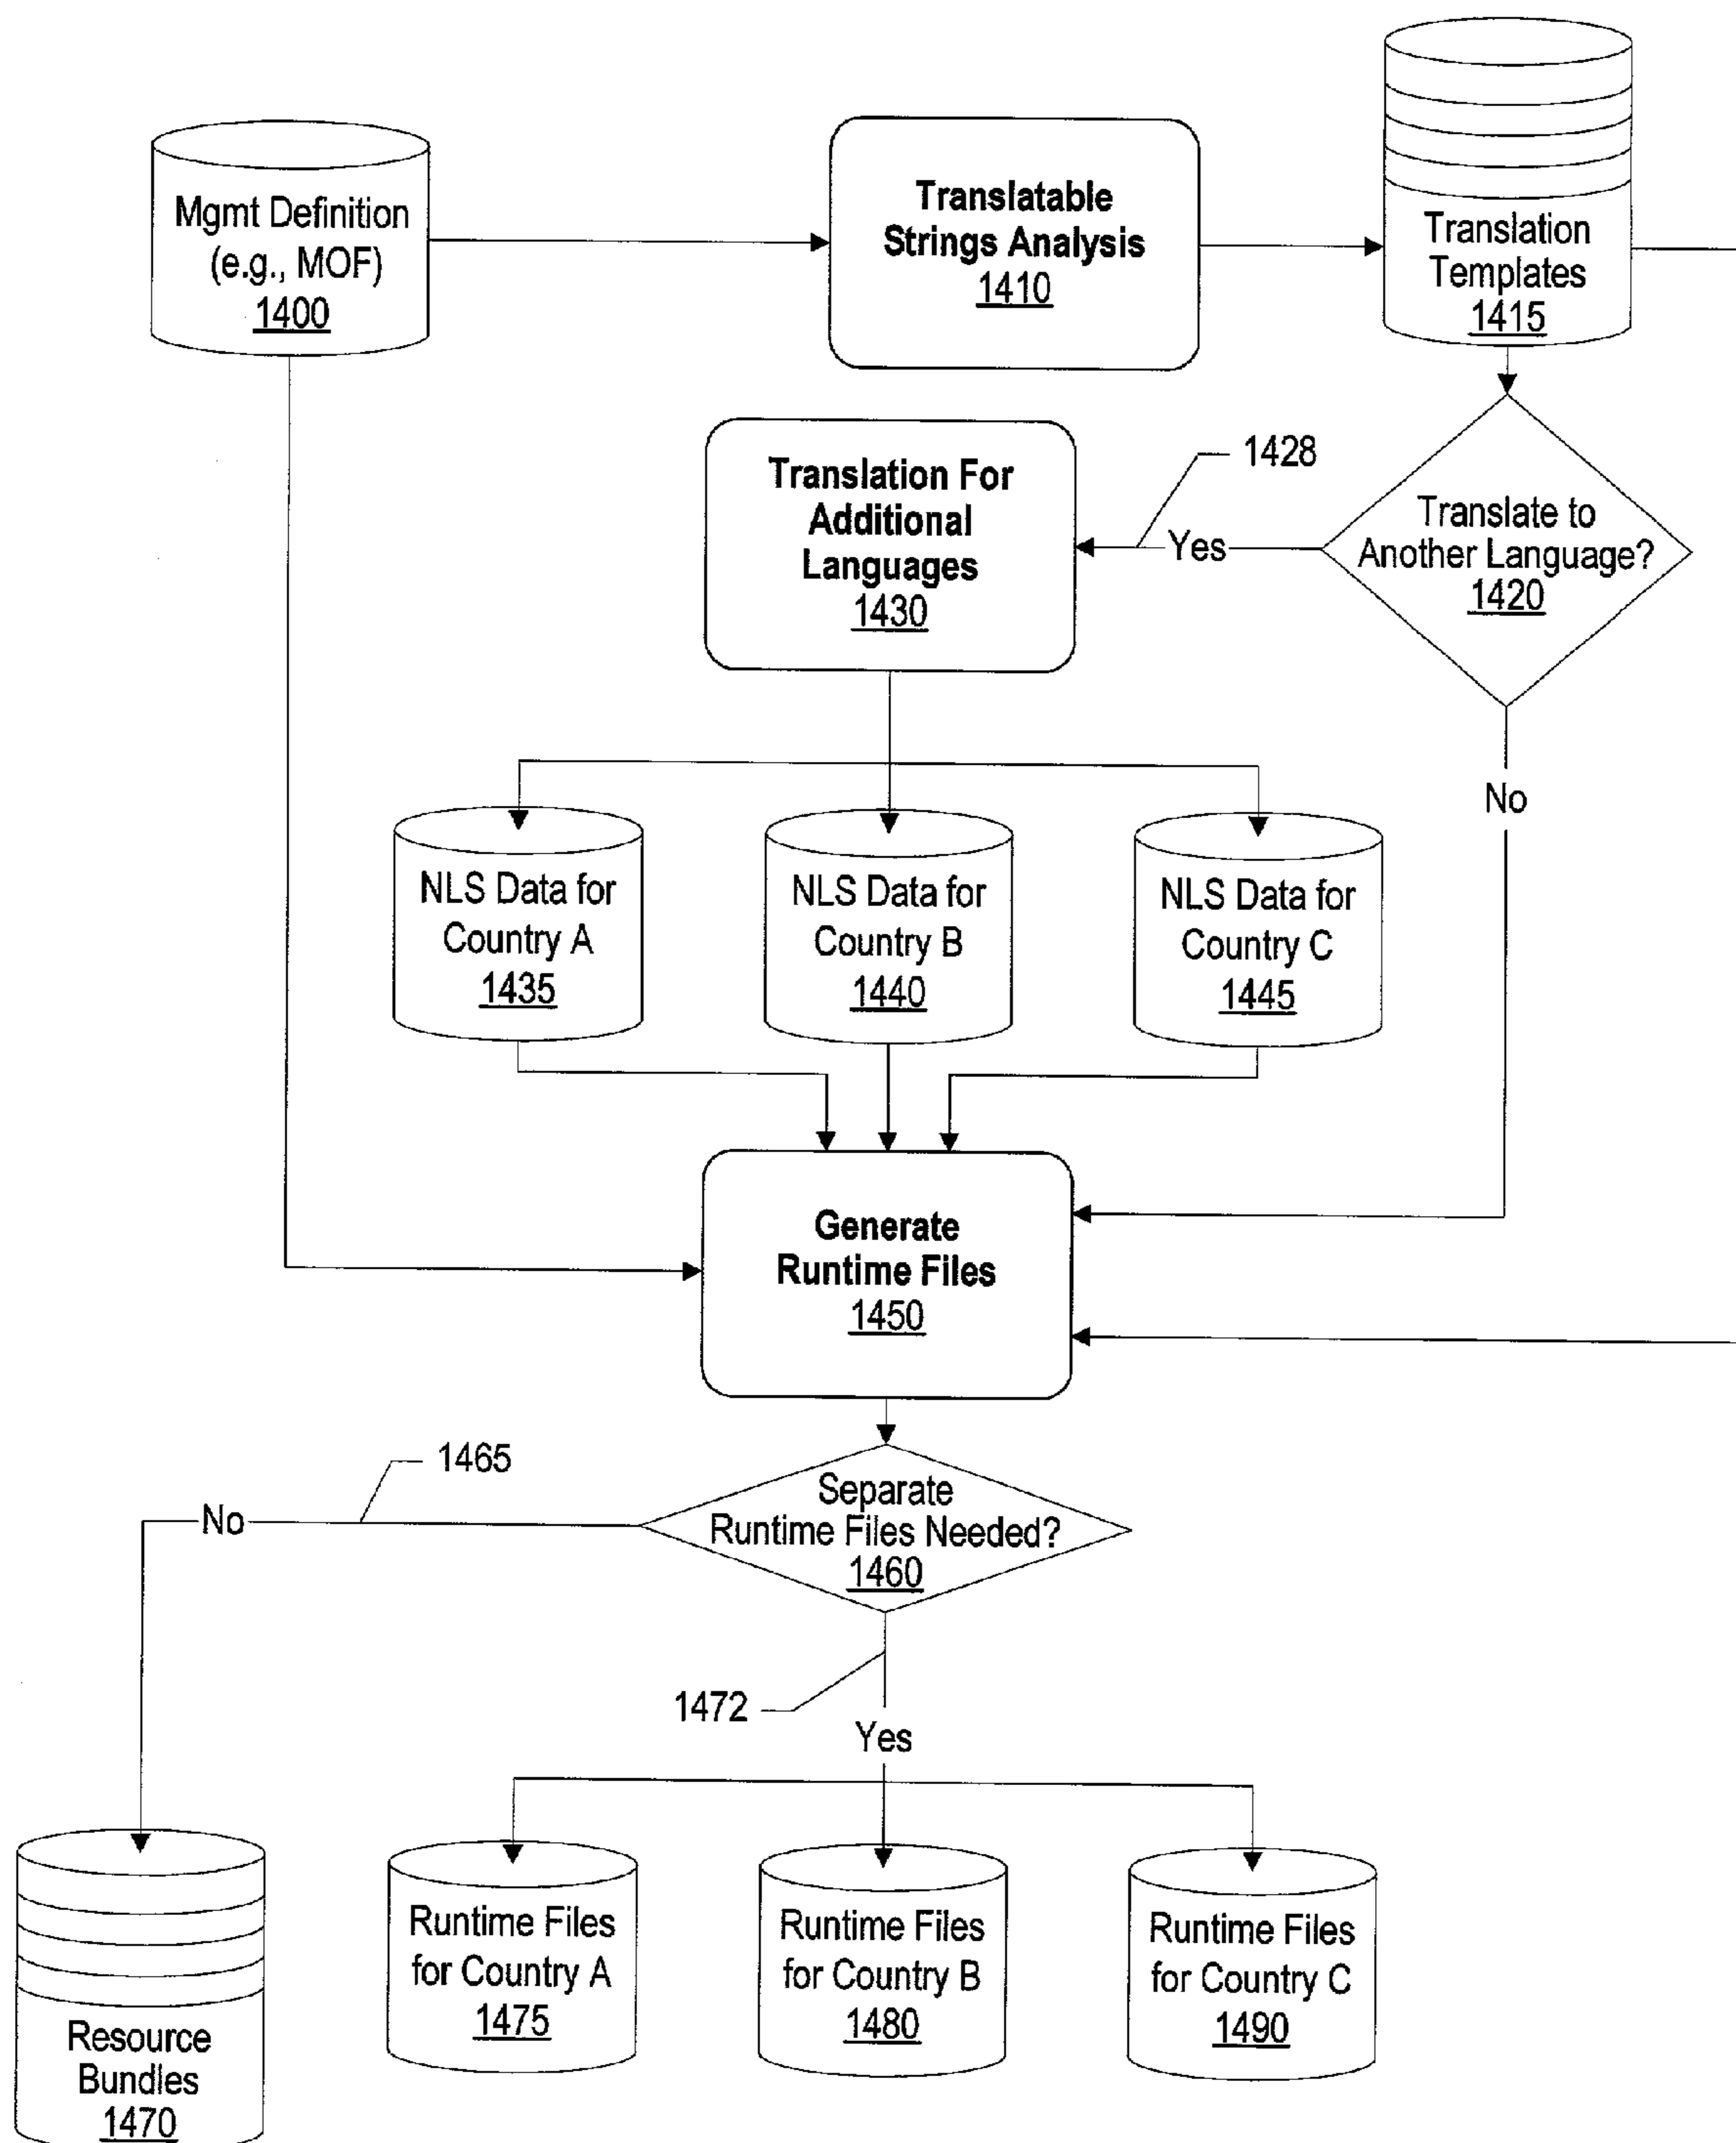 Mgmt Definition
(e.g., MOF)
1400
Translatable
Strings Analysis
1410
Translation
Templates
1415
Translation For
Additional
Languages
1430
1428
Yes
Translate to
Another Language?
1420
No
NLS Data for
Country A
1435
NLS Data for
Country B
1440
NLS Data for
Country C
1445
Generate
Runtime Files
1450
1465
No
Separate
Runtime Files Needed?
1460
1472
Yes
Resource
Bundles
1470
Runtime Files
for Country A
1475
Runtime Files
for Country B
1480
Runtime Files
for Country C
1490